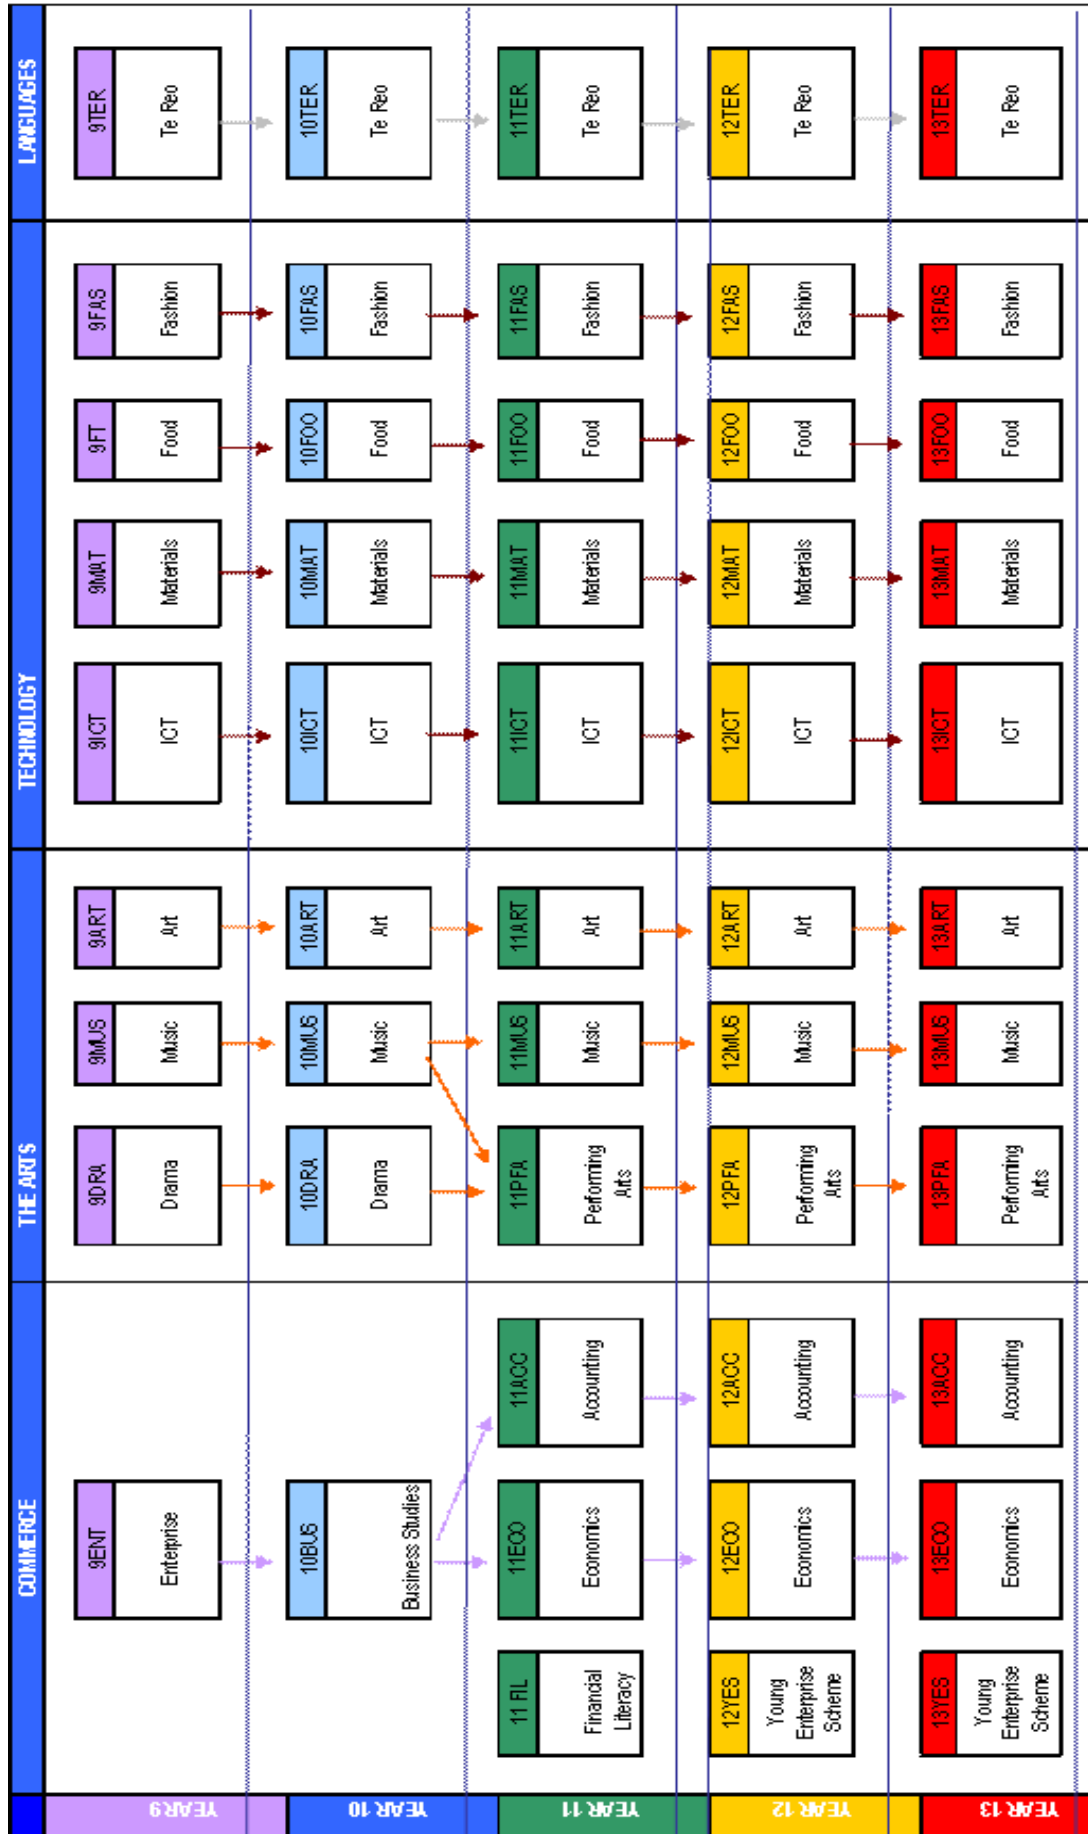 COMMERCE
THE ARTS
TECHNOLOGY
LANGUAGES
YEAR 9
9ENT
Enterprise
9DRA
Drama
9MUS
Music
9ART
Art
9ICT
ICT
9MAT
Materials
9FT
Food
9FAS
Fashion
9TER
Te Reo
YEAR 10
10BUS
Business Studies
10DRA
Drama
10MUS
Music
10ART
Art
10ICT
ICT
10MAT
Materials
10FOO
Food
10FAS
Fashion
10TER
Te Reo
YEAR 11
11 FIL
Financial
Literacy
11ECO
Economics
11ACC
Accounting
11PFA
Performing
Arts
11MUS
Music
11ART
Art
11ICT
ICT
11MAT
Materials
11FOO
Food
11FAS
Fashion
11TER
Te Reo
YEAR 12
12YES
Young
Enterprise
Scheme
12ECO
Economics
12ACC
Accounting
12PFA
Performing
Arts
12MUS
Music
12ART
Art
12ICT
ICT
12MAT
Materials
12FOO
Food
12FAS
Fashion
12TER
Te Reo
YEAR 13
13YES
Young
Enterprise
Scheme
13ECO
Economics
13ACC
Accounting
13PFA
Performing
Arts
13MUS
Music
13ART
Art
13ICT
ICT
13MAT
Materials
13FOO
Food
13FAS
Fashion
13TER
Te Reo